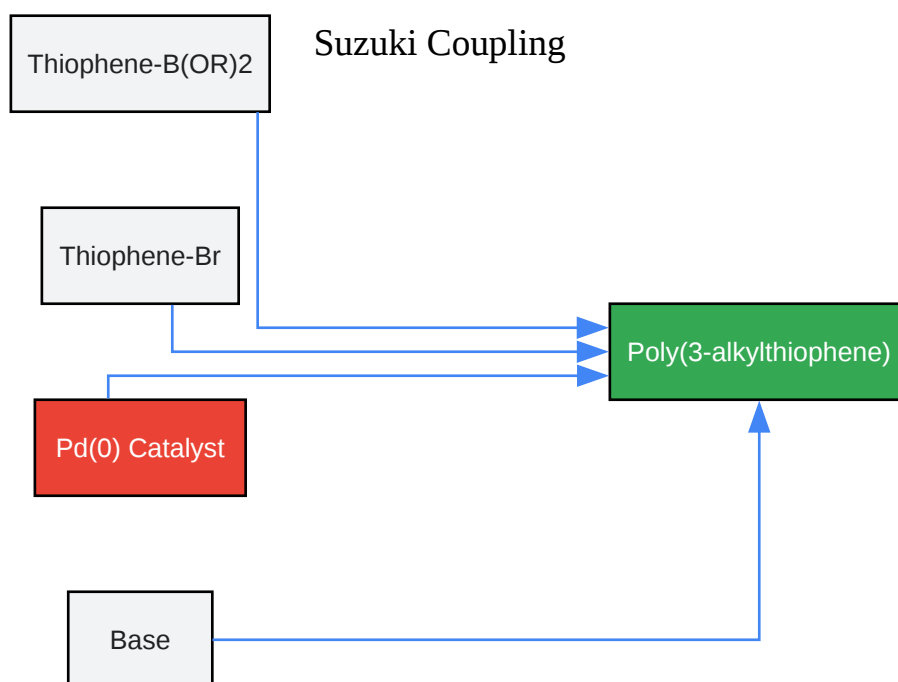 Suzuki Coupling
Thiophene-B(OR)2
Thiophene-Br
Poly(3-alkylthiophene)
Pd(0) Catalyst
Base